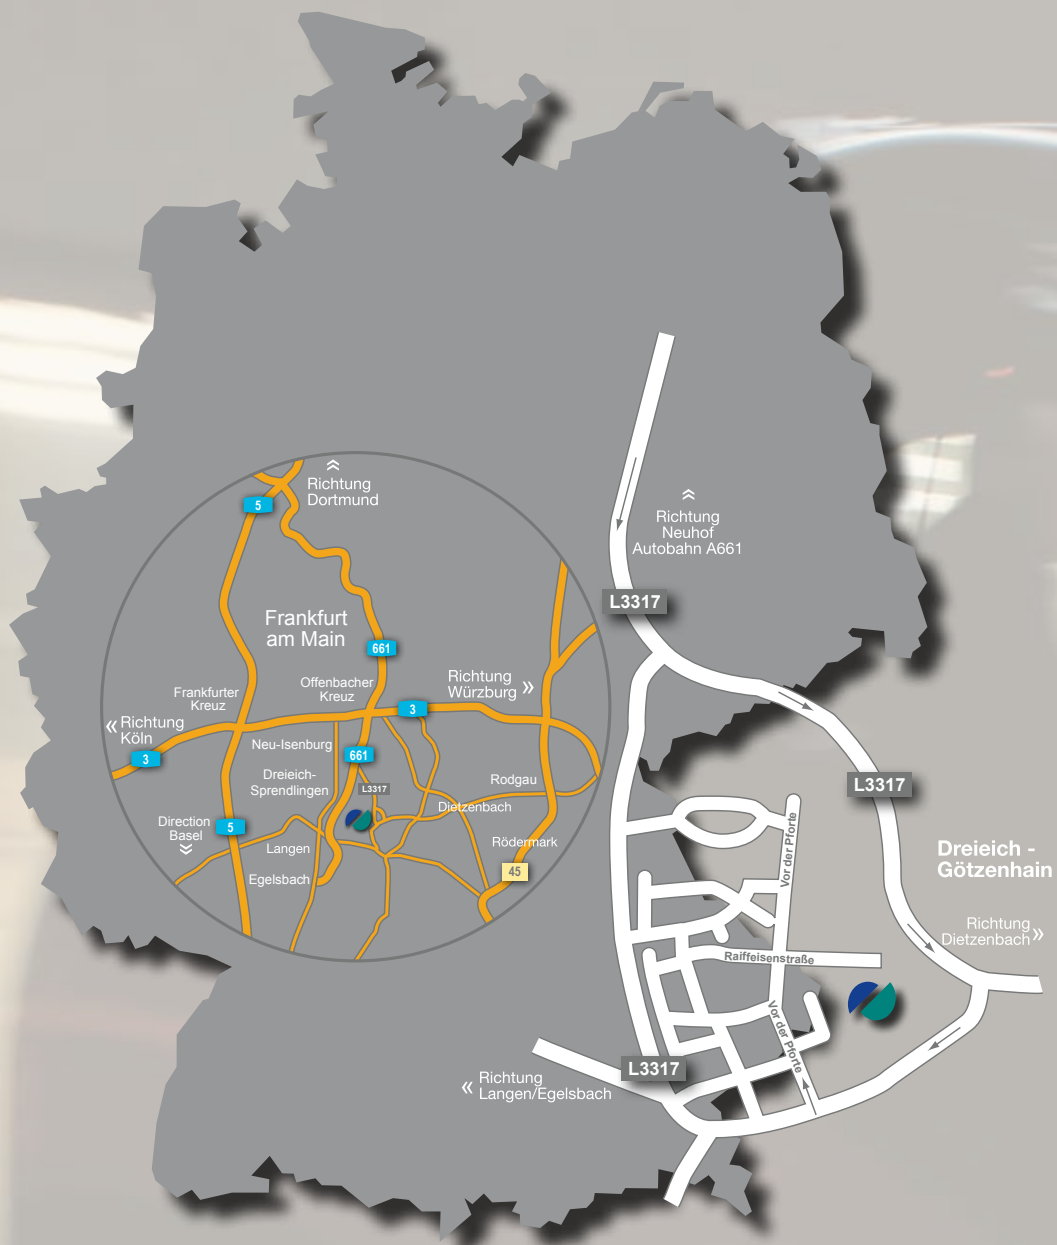 Richtung
Dortmund
5
Frankfurt
am Main
661
Offenbacher
Kreuz
Richtung
Würzburg
3
Frankfurter
Kreuz
Richtung
Köln
3
Neu-Isenburg
661
Dreieich-
Sprendlingen
L3317
Rodgau
Dietzenbach
Direction
Basel
5
Langen
Rödermark
Egelsbach
45
Richtung
Neuhof
Autobahn A661
L3317
L3317
Vor der Pforte
Dreieich -
Götzenhain
Richtung
Dietzenbach
Raiffeisenstraße
Vor der Pforte
L3317
Richtung
Langen/Egelsbach